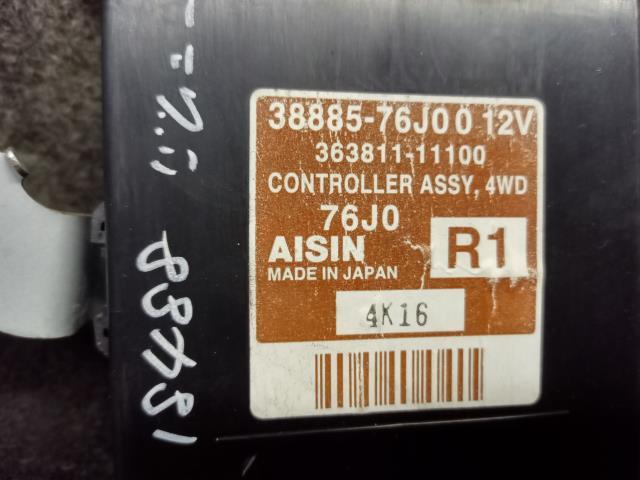 38885-76J00 12V
363811-11100
CONTROLLER ASSY, 4WD
76J0
AISIN
R1
MADE IN JAPAN
4K16